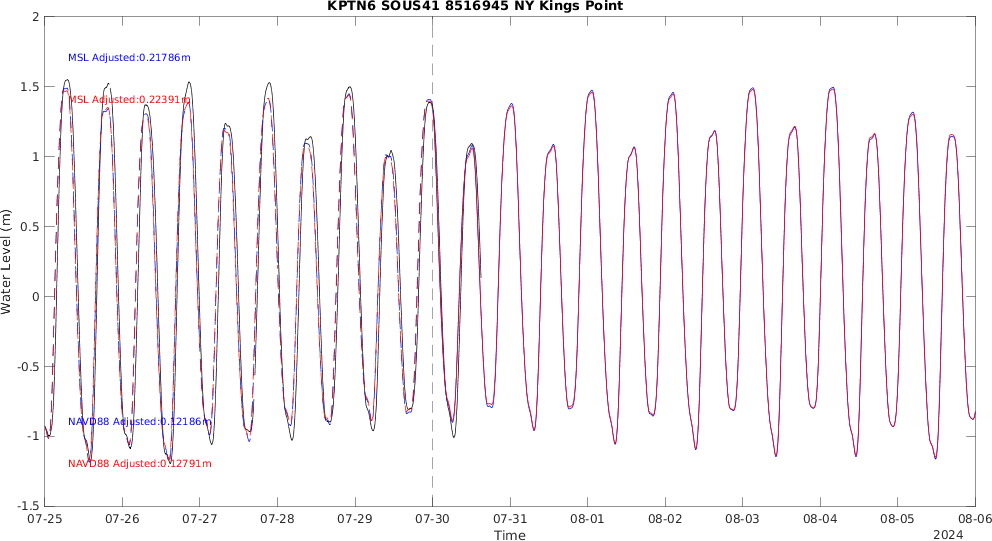 KPTN6 SOUS41 8516945 NY Kings Point
2
1.5
1
0.5
0
-0.5
-1
-1.5
Water Level (m)
MSL Adjusted:0.21786m
MSL Adjusted:0.22391m
NAVD88 Adjusted:0.12186m
NAVD88 Adjusted:0.12791m
07-25 07-26 07-27 07-28 07-29 07-30 07-31 08-01 08-02 08-03 08-04 08-05 08-06
Time
2024